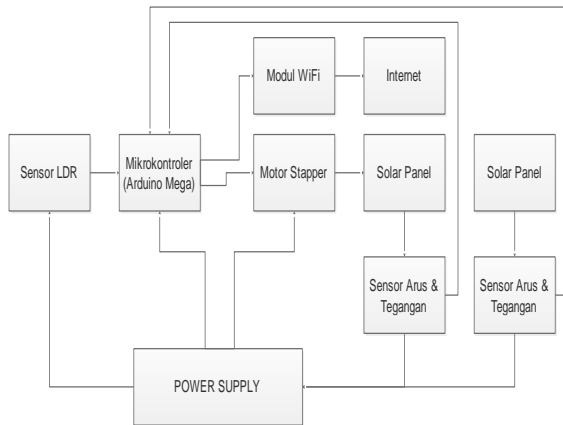 Modul WiFi
Internet
Sensor LDR
Mikrokontroler
(Arduino Mega)
Motor Stapper
Solar Panel
Solar Panel
Sensor Arus &
Tegangan
Sensor Arus &
Tegangan
POWER SUPPLY